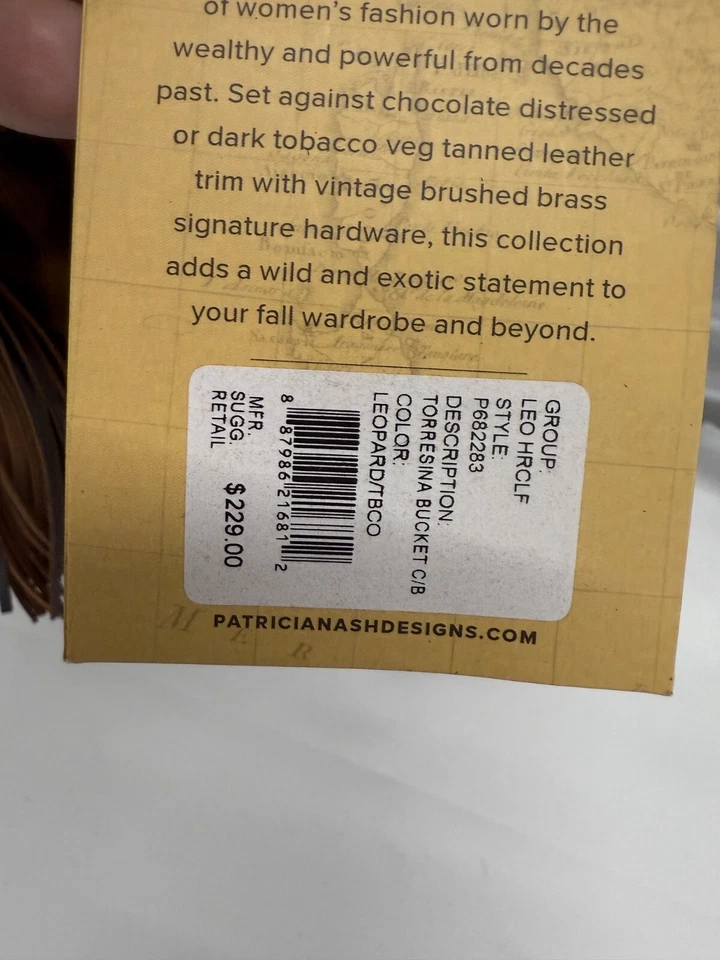 of women's fashion worn by the
wealthy and powerful from decades
past. Set against chocolate distressed
or dark tobacco veg tanned leather
trim with vintage brushed brass
signature hardware, this collection
adds a wild and exotic statement to
your fall wardrobe and beyond.
GROUP:
LEO HRCLF
STYLE:
P682283
DESCRIPTION:
TORRESINA BUCKET C/B
COLOR:
LEOPARD/TBCO
8 87986 21681 2
MFR.
SUGG.
RETAIL $229.00
PATRICIANASHDESIGNS.COM